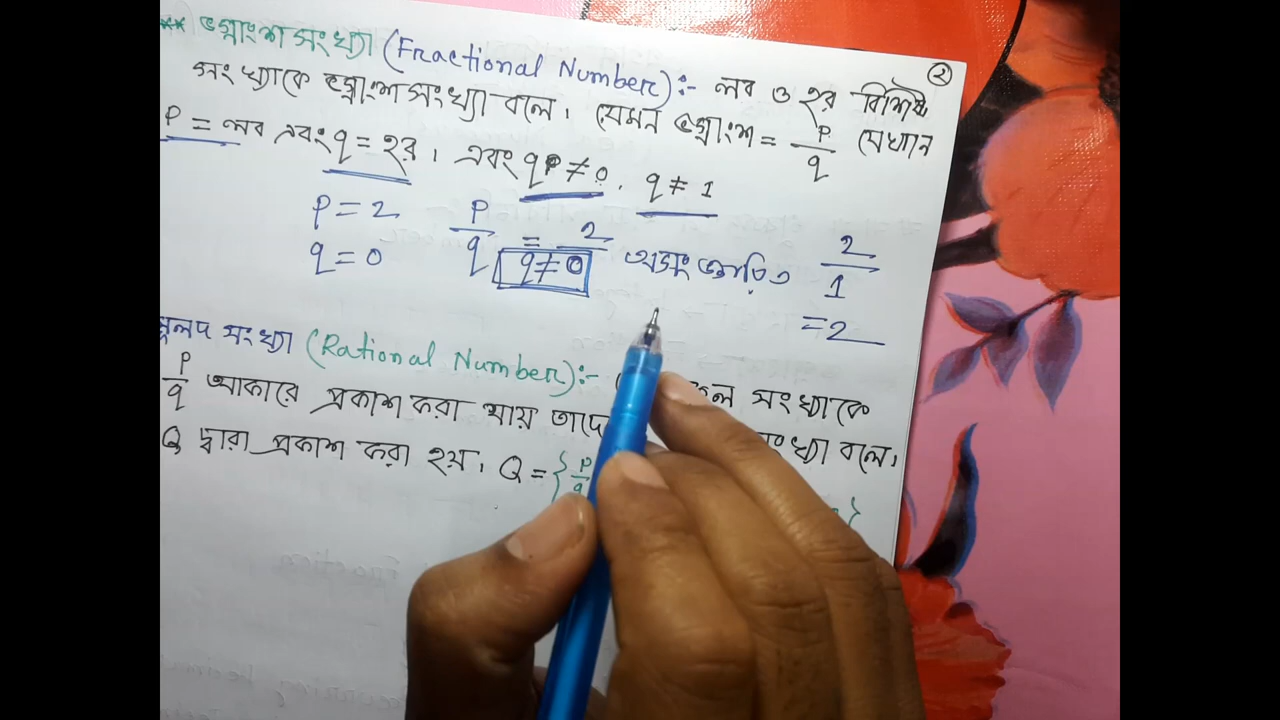 ** ভগ্নাংশ সংখ্যা (Fractional Number):- লব ও হর বিশিষ্ট
②
সংখ্যাকে ভগ্নাংশ সংখ্যা বলে। যেমন ভগ্নাংশ = p/q যেখানে
P = লব এবং q = হর। এবং q ≠ 0. q ≠ 1
p = 2
q = 0
p/q = 2/q≠0 অসংজ্ঞায়িত
2/1
=2
মূলদ সংখ্যা (Rational Number):- সংখ্যাকে
p/q আকারে প্রকাশ করা যায় তাদে সংখ্যা বলে।
Q দ্বারা প্রকাশ করা হয়। Q = { p/q }